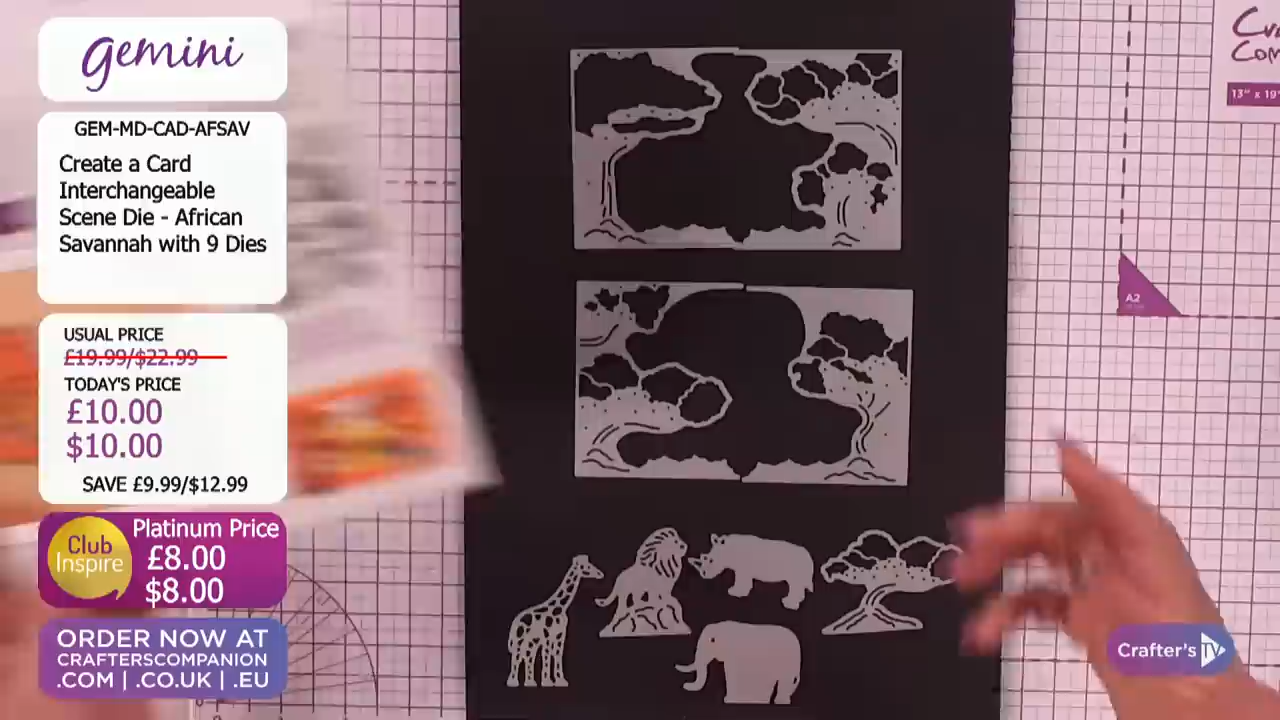 gemini
GEM-MD-CAD-AFSAV
Create a Card
Interchangeable
Scene Die - African
Savannah with 9 Dies
USUAL PRICE
£19.99/$22.99
TODAY'S PRICE
£10.00
$10.00
SAVE £9.99/$12.99
Club
Inspire
Platinum Price
£8.00
$8.00
ORDER NOW AT
CRAFTERSCOMPANION
.COM | .CO.UK | .EU
13" x 19"
A2
Crafter's TV